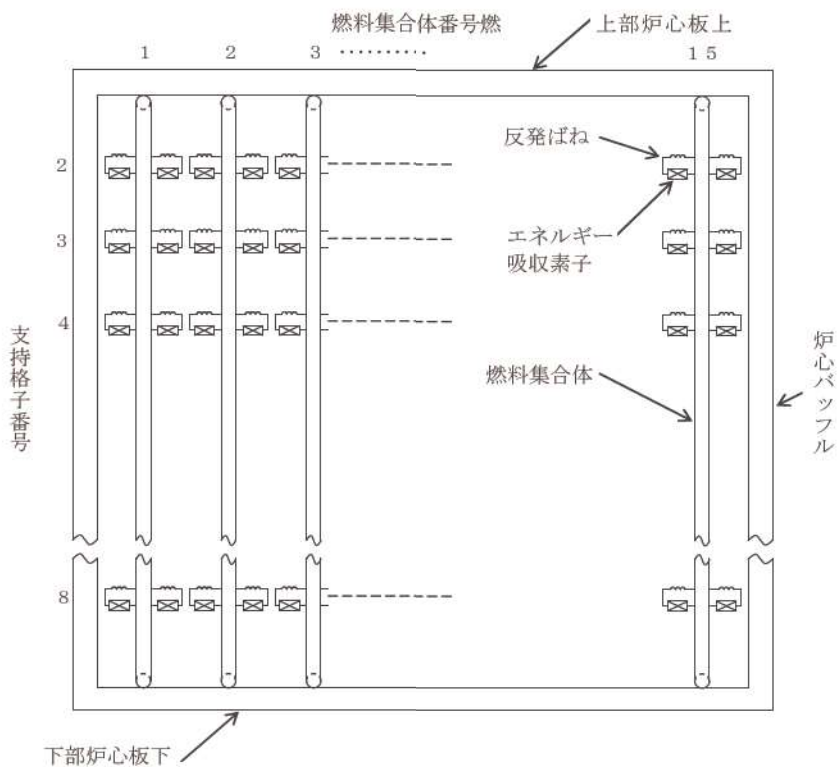 燃料集合体番号燃
上部炉心板上
1 2 3 ‥‥‥‥ 15
反発ばね
2
エネルギー
吸収素子
3
4
支持格子番号
炉心バッフル
燃料集合体
8
下部炉心板下